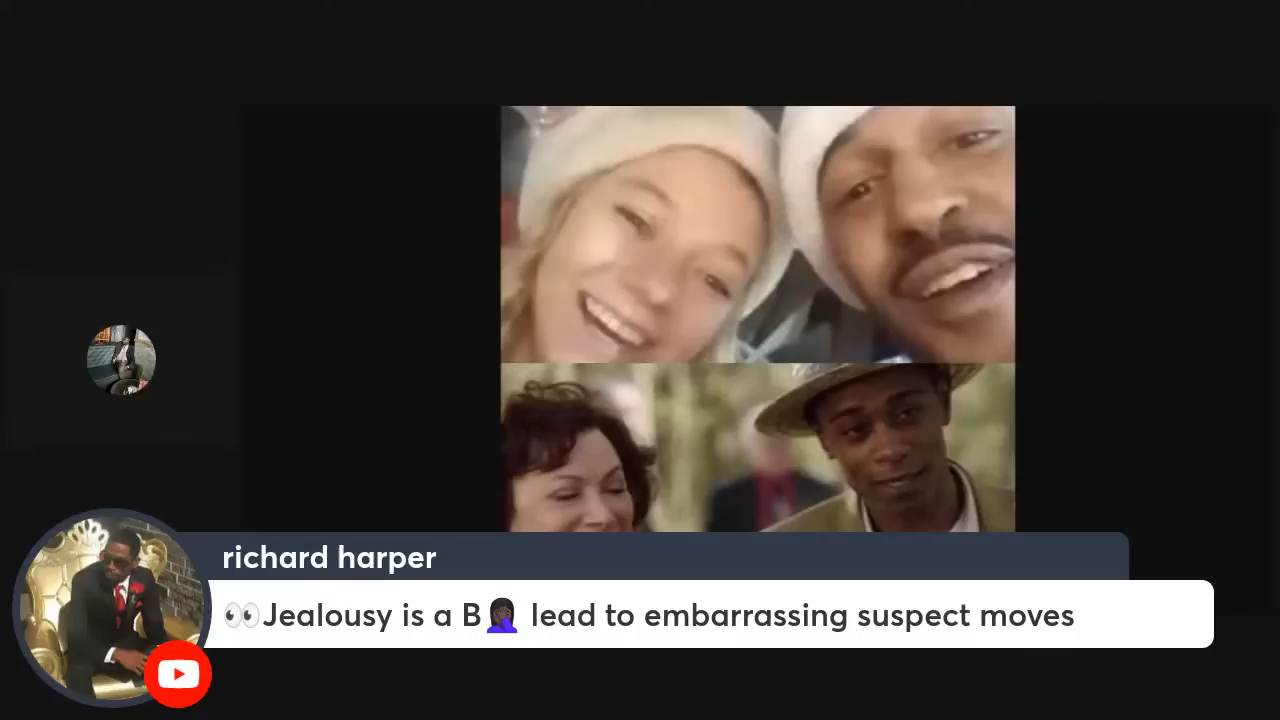 richard harper
👀Jealousy is a B🤦🏿‍♀️ lead to embarrassing suspect moves